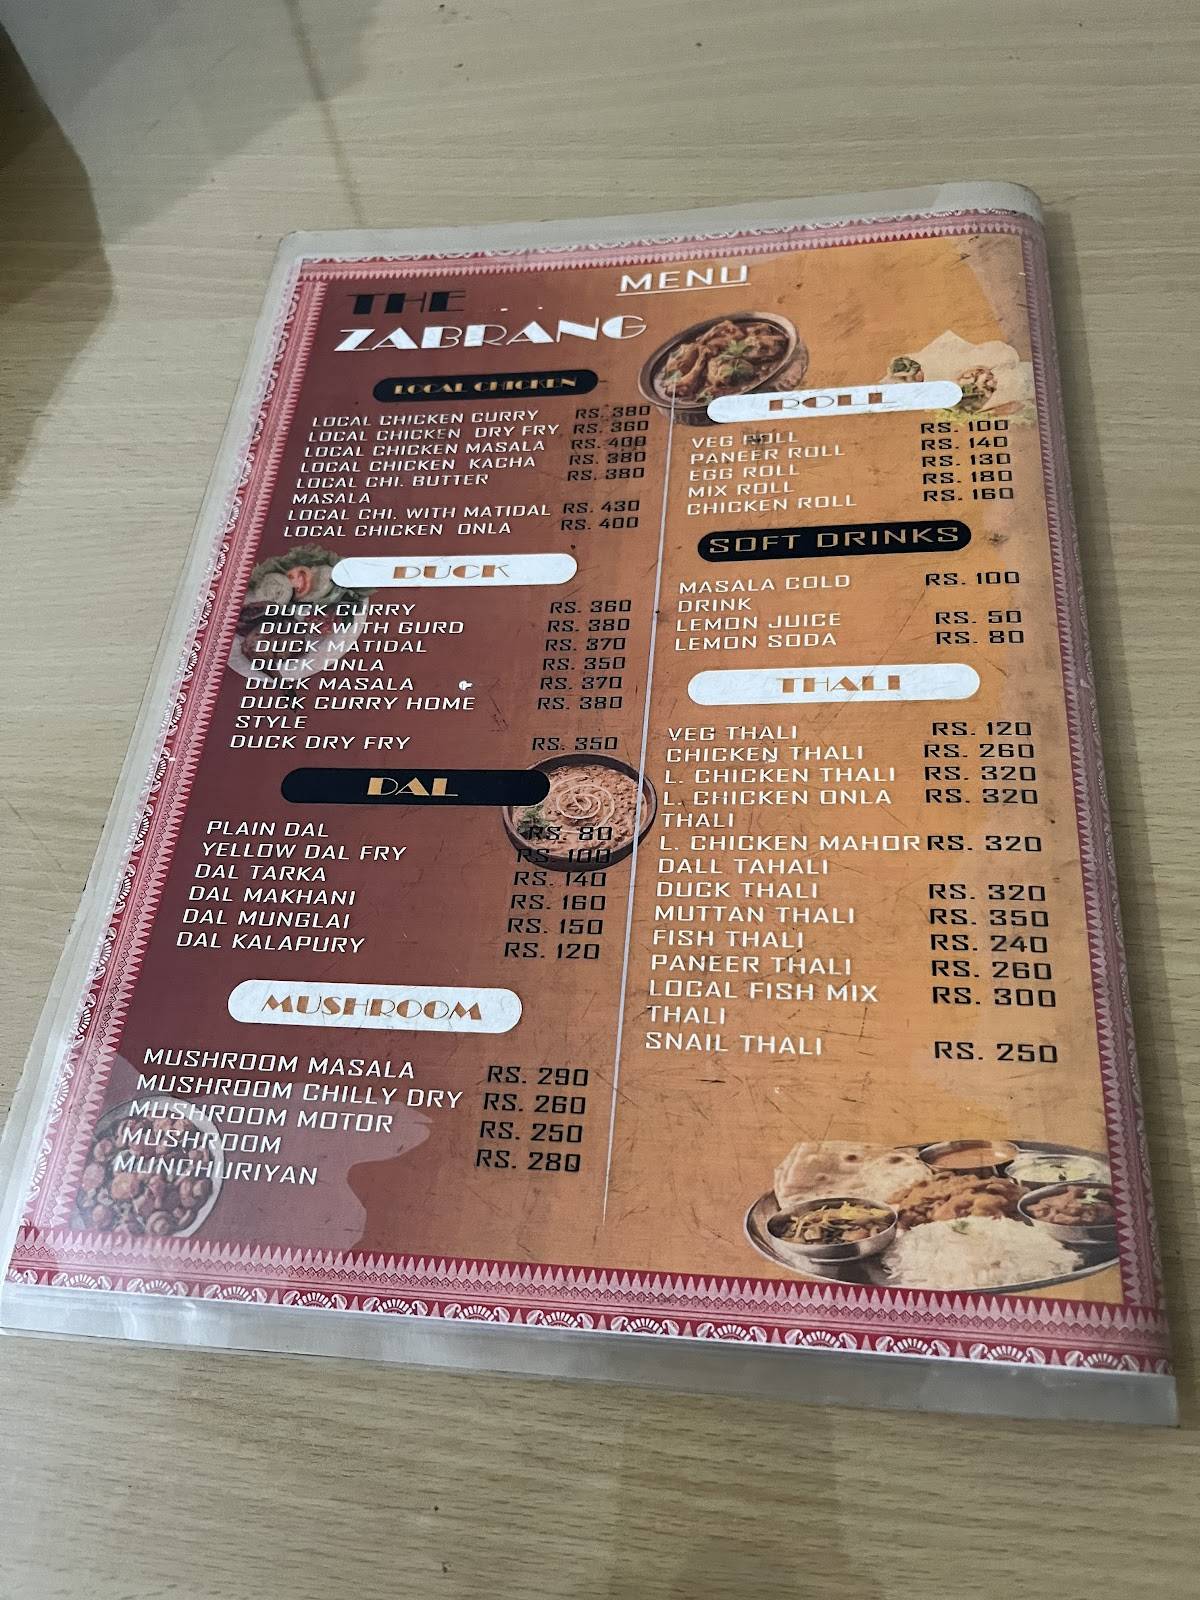 MENU
THE
ZABRANG
LOCAL CHICKEN
LOCAL CHICKEN CURRY RS. 380
LOCAL CHICKEN DRY FRY RS. 360
LOCAL CHICKEN MASALA RS. 400
LOCAL CHICKEN KACHA RS. 380
LOCAL CHI. BUTTER RS. 380
MASALA
LOCAL CHI. WITH MATIDAL RS. 430
LOCAL CHICKEN ONLA RS. 400
DUCK
DUCK CURRY RS. 360
DUCK WITH GURD RS. 380
DUCK MATIDAL RS. 370
DUCK ONLA RS. 350
DUCK MASALA RS. 370
DUCK CURRY HOME RS. 380
STYLE
DUCK DRY FRY RS. 350
DAL
PLAIN DAL RS. 80
YELLOW DAL FRY RS. 100
DAL TARKA RS. 140
DAL MAKHANI RS. 160
DAL MUNGLAI RS. 150
DAL KALAPURY RS. 120
MUSHROOM
MUSHROOM MASALA RS. 290
MUSHROOM CHILLY DRY RS. 260
MUSHROOM MOTOR RS. 250
MUSHROOM RS. 280
MUNCHURIYAN
ROLL
VEG ROLL RS. 100
PANEER ROLL RS. 140
EGG ROLL RS. 130
MIX ROLL RS. 180
CHICKEN ROLL RS. 160
SOFT DRINKS
MASALA COLD RS. 100
DRINK
LEMON JUICE RS. 50
LEMON SODA RS. 80
THALI
VEG THALI RS. 120
CHICKEN THALI RS. 260
L. CHICKEN THALI RS. 320
L. CHICKEN ONLA RS. 320
THALI
L. CHICKEN MAHOR RS. 320
DALL TAHALI
DUCK THALI RS. 320
MUTTAN THALI RS. 350
FISH THALI RS. 240
PANEER THALI RS. 260
LOCAL FISH MIX RS. 300
THALI
SNAIL THALI RS. 250